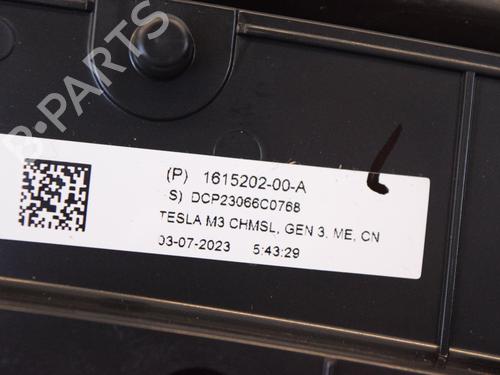 B-PARTS
(P) 1615202-00-A
S) DCP23066C0768
TESLA M3 CHMSL, GEN 3, ME, CN
03-07-2023 5:43:29